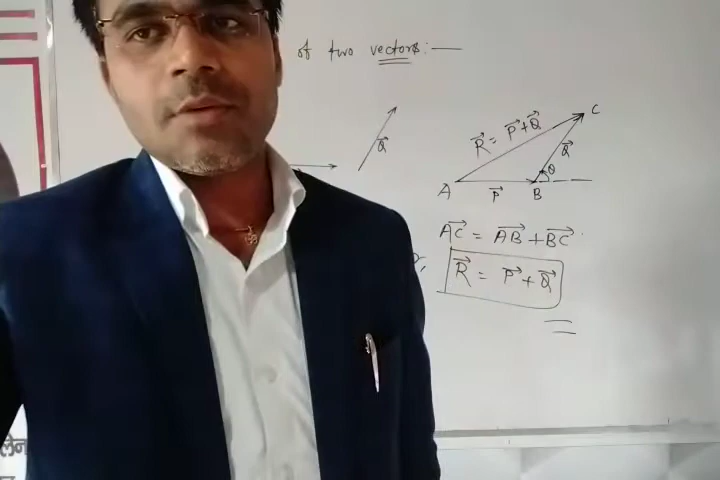 of two vectors:—
Q⃗
R⃗ = P⃗+Q⃗
C
Q⃗
θ
A
P⃗
B
AC⃗ = AB⃗ + BC⃗
R⃗ = P⃗ + Q⃗